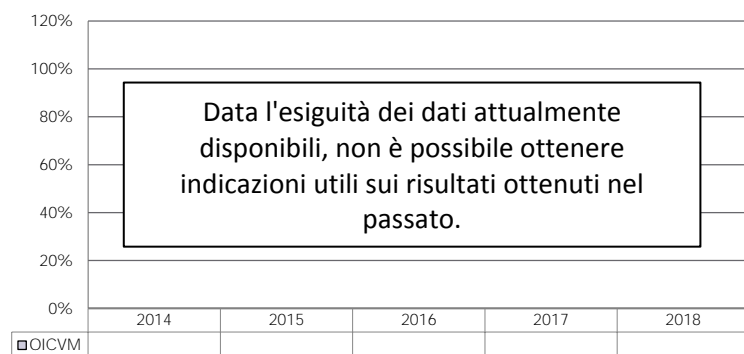 120%
100%
80%
60%
40%
20%
0%
Data l'esiguità dei dati attualmente
disponibili, non è possibile ottenere
indicazioni utili sui risultati ottenuti nel
passato.
2014 2015 2016 2017 2018
OICVM